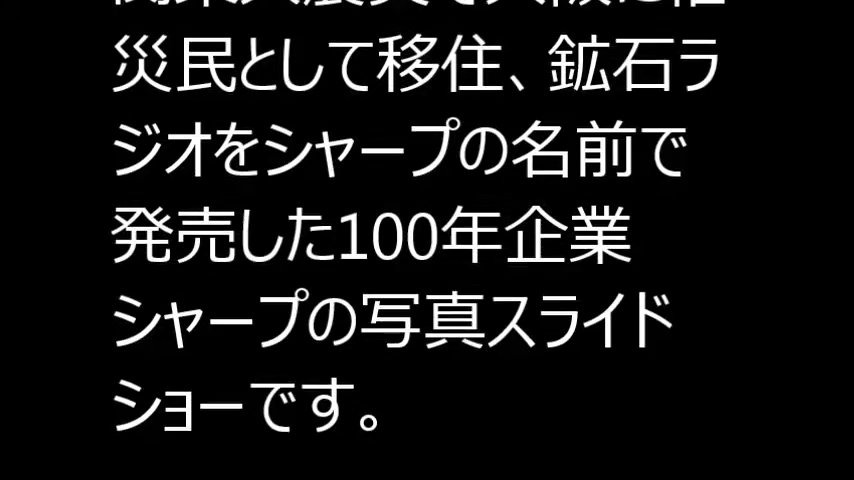 災民として移住、鉱石ラ
ジオをシャープの名前で
発売した100年企業
シャープの写真スライド
ショーです。